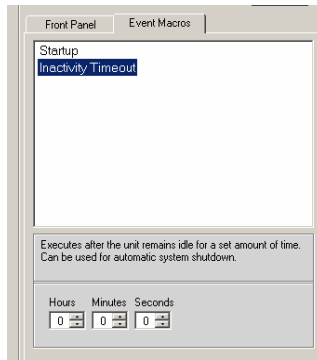 Front Panel Event Macros
Startup
Inactivity Timeout
Executes after the unit remains idle for a set amount of time.
Can be used for automatic system shutdown.
Hours Minutes Seconds
0 0 0